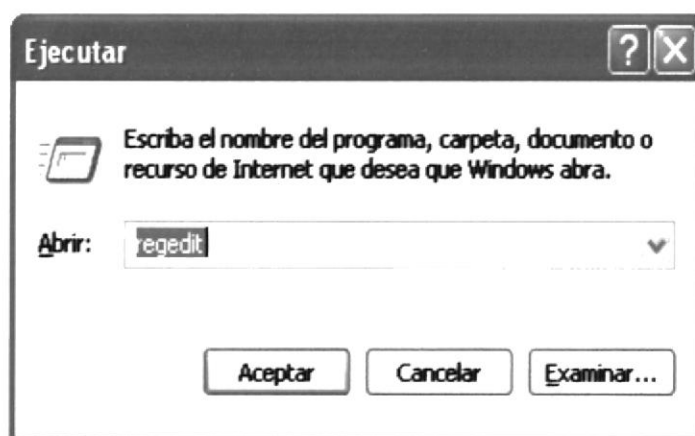 Ejecutar
Escriba el nombre del programa, carpeta, documento o
recurso de Internet que desea que Windows abra.
Abrir: regedit
Aceptar Cancelar Examinar...